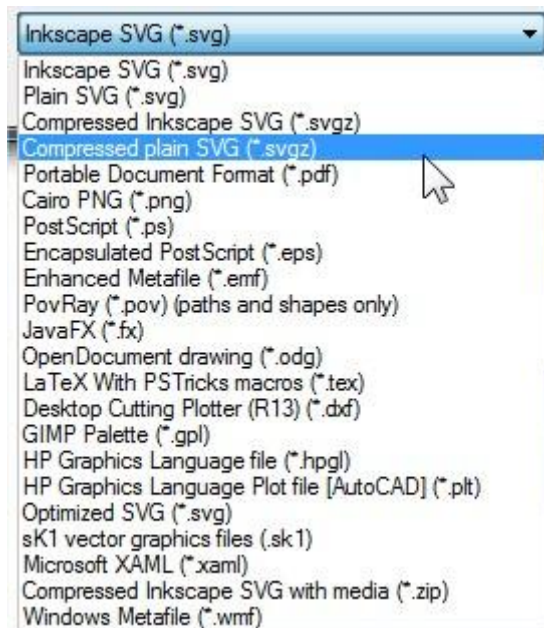 Inkscape SVG (*.svg)
Inkscape SVG (*.svg)
Plain SVG (*.svg)
Compressed Inkscape SVG (*.svgz)
Compressed plain SVG (*.svgz)
Portable Document Format (*.pdf)
Cairo PNG (*.png)
PostScript (*.ps)
Encapsulated PostScript (*.eps)
Enhanced Metafile (*.emf)
PovRay (*.pov) (paths and shapes only)
JavaFX (*.fx)
OpenDocument drawing (*.odg)
LaTeX With PSTricks macros (*.tex)
Desktop Cutting Plotter (R13) (*.dxf)
GIMP Palette (*.gpl)
HP Graphics Language file (*.hpgl)
HP Graphics Language Plot file [AutoCAD] (*.plt)
Optimized SVG (*.svg)
sK1 vector graphics files (.sk1)
Microsoft XAML (*.xaml)
Compressed Inkscape SVG with media (*.zip)
Windows Metafile (*.wmf)